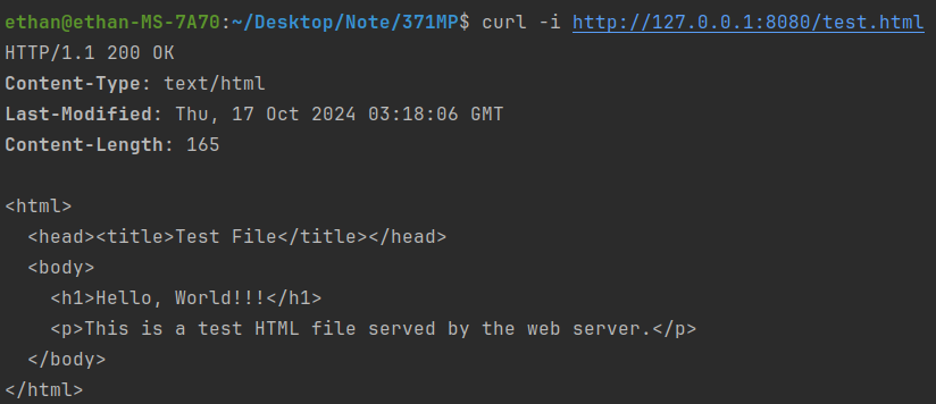 ethan@ethan-MS-7A70:~/Desktop/Note/371MP$ curl -i http://127.0.0.1:8080/test.html
HTTP/1.1 200 OK
Content-Type: text/html
Last-Modified: Thu, 17 Oct 2024 03:18:06 GMT
Content-Length: 165

<html>
  <head><title>Test File</title></head>
  <body>
    <h1>Hello, World!!!</h1>
    <p>This is a test HTML file served by the web server.</p>
  </body>
</html>